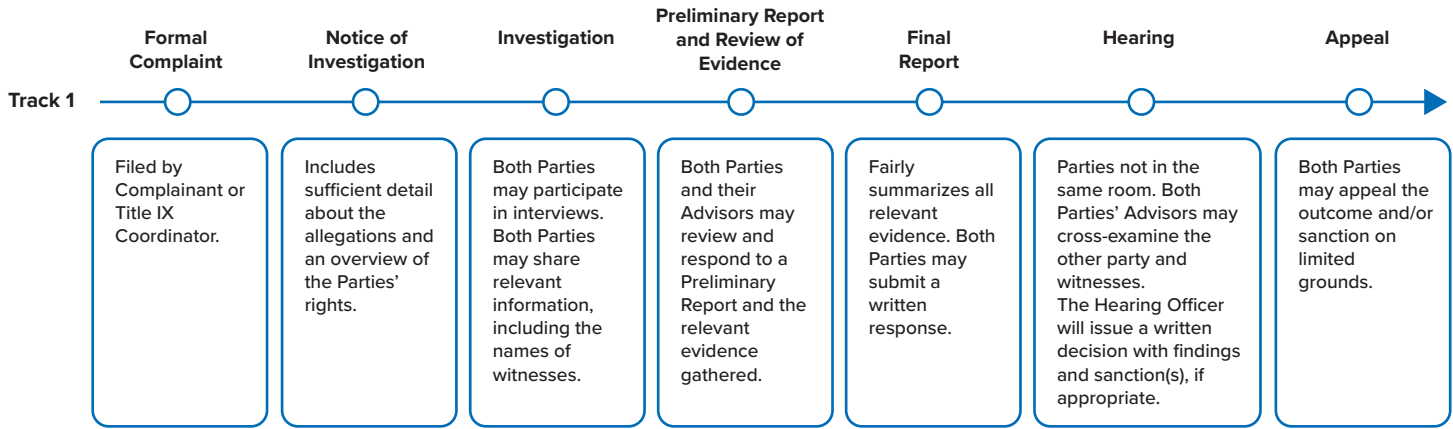 Formal
Complaint
Notice of
Investigation
Investigation
Preliminary Report
and Review of
Evidence
Final
Report
Hearing
Appeal
Track 1
Filed by
Complainant or
Title IX
Coordinator.
Includes
sufficient detail
about the
allegations and
an overview of
the Parties’
rights.
Both Parties
may participate
in interviews.
Both Parties
may share
relevant
information,
including the
names of
witnesses.
Both Parties
and their
Advisors may
review and
respond to a
Preliminary
Report and the
relevant
evidence
gathered.
Fairly
summarizes all
relevant
evidence. Both
Parties may
submit a
written
response.
Parties not in the
same room. Both
Parties’ Advisors may
cross-examine the
other party and
witnesses.
The Hearing Officer
will issue a written
decision with findings
and sanction(s), if
appropriate.
Both Parties
may appeal the
outcome and/or
sanction on
limited
grounds.